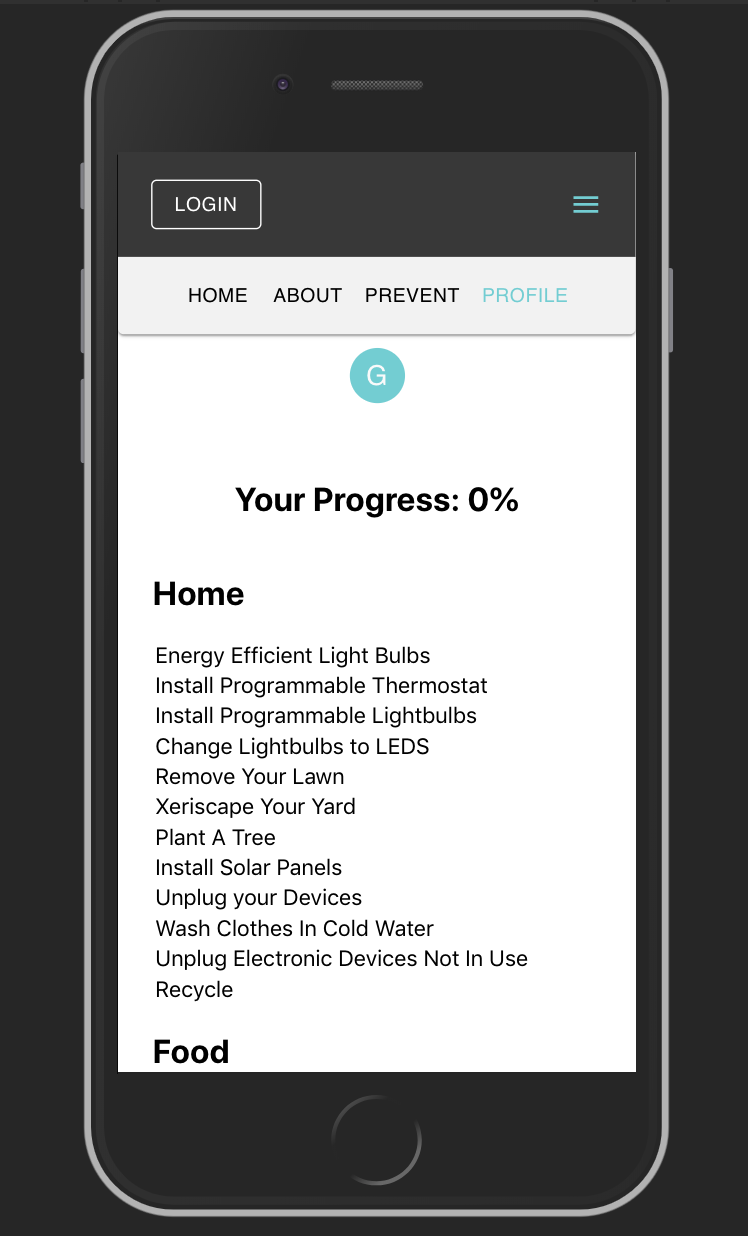 LOGIN
HOME ABOUT PREVENT PROFILE
G
Your Progress: 0%
Home
Energy Efficient Light Bulbs
Install Programmable Thermostat
Install Programmable Lightbulbs
Change Lightbulbs to LEDS
Remove Your Lawn
Xeriscape Your Yard
Plant A Tree
Install Solar Panels
Unplug your Devices
Wash Clothes In Cold Water
Unplug Electronic Devices Not In Use
Recycle
Food